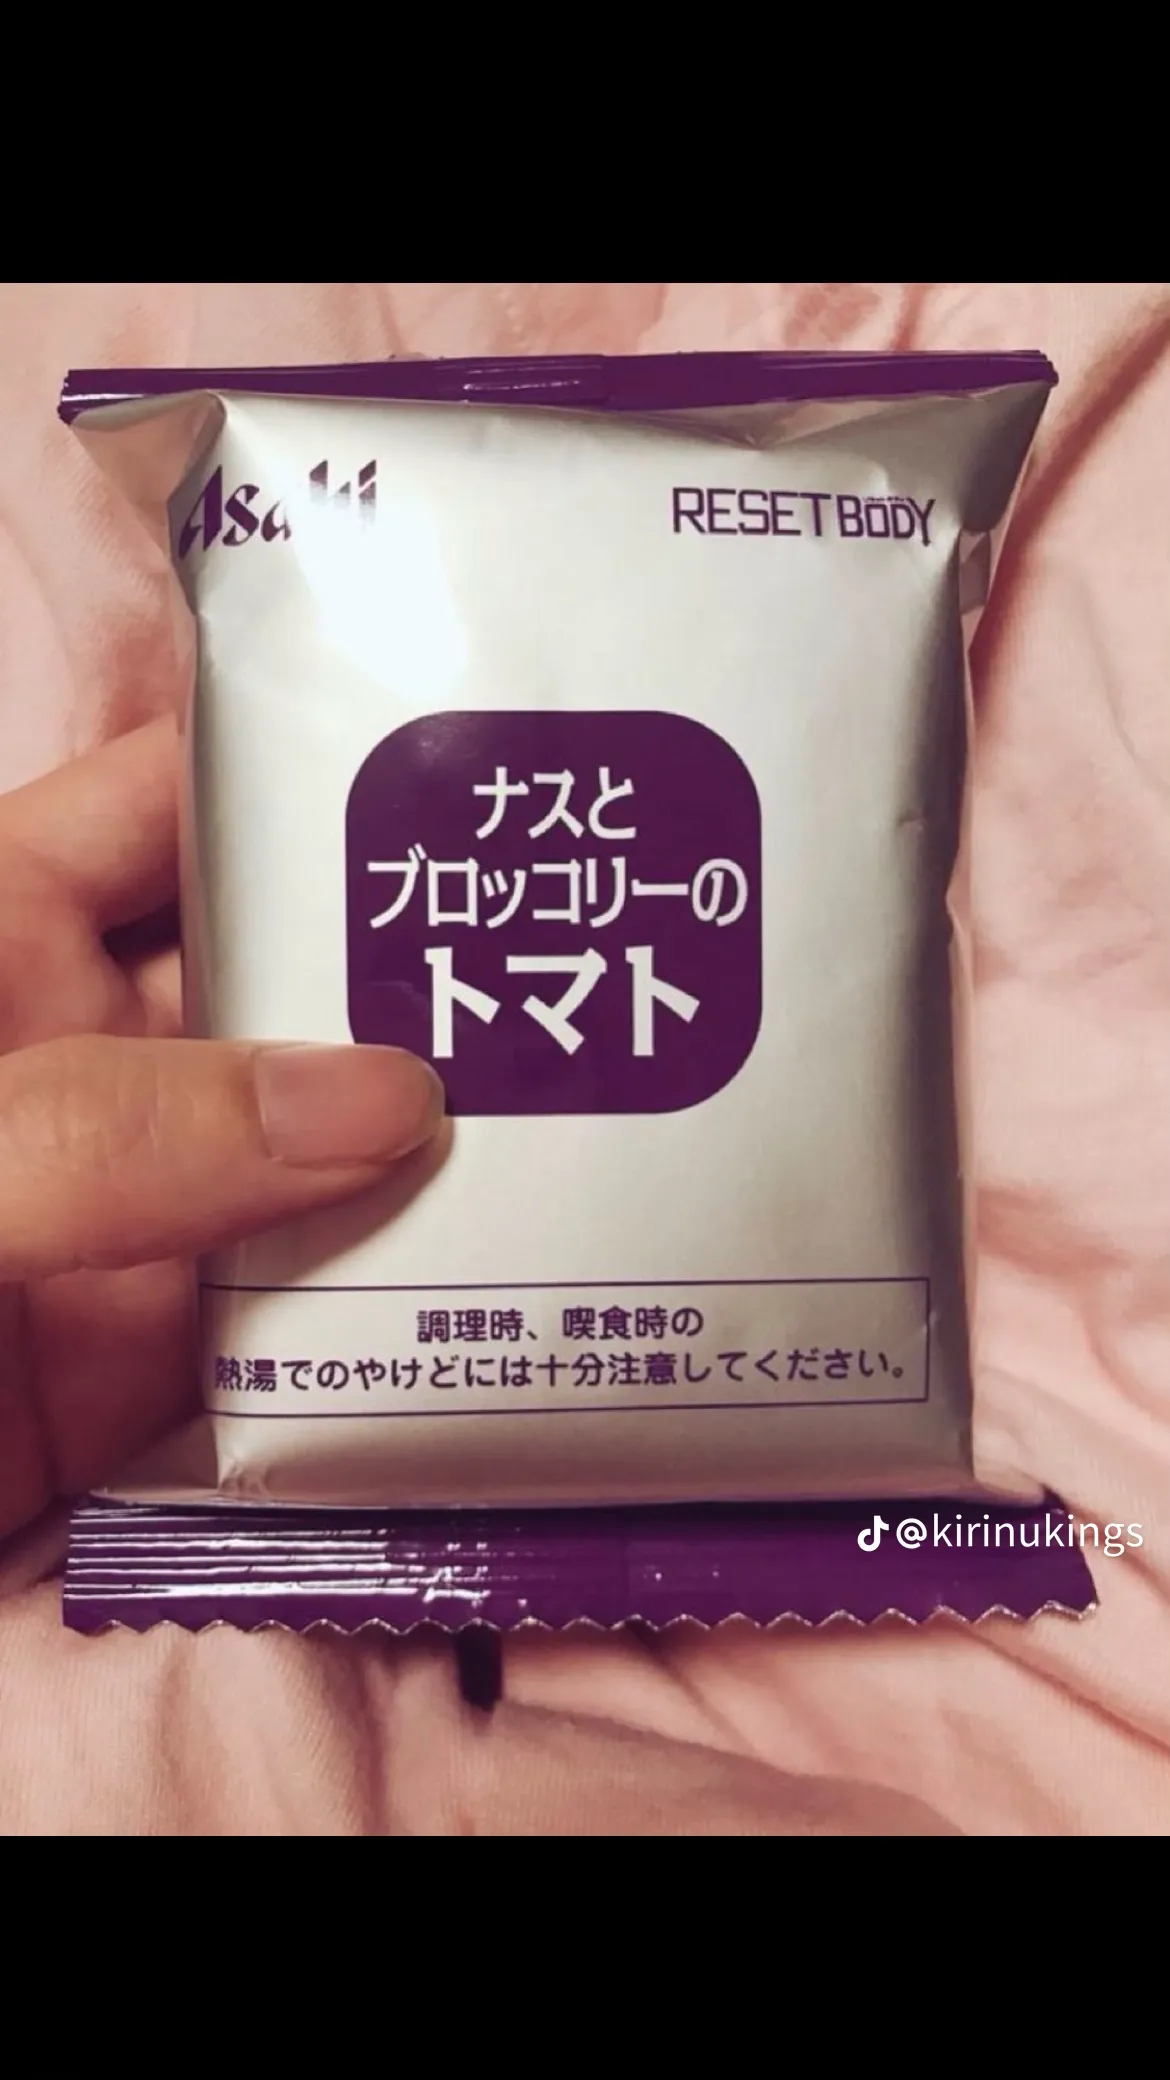 Asahi
RESET BODY
ナスと
ブロッコリーの
トマト
調理時、喫食時の
熱湯でのやけどには十分注意してください。
@kirinukings